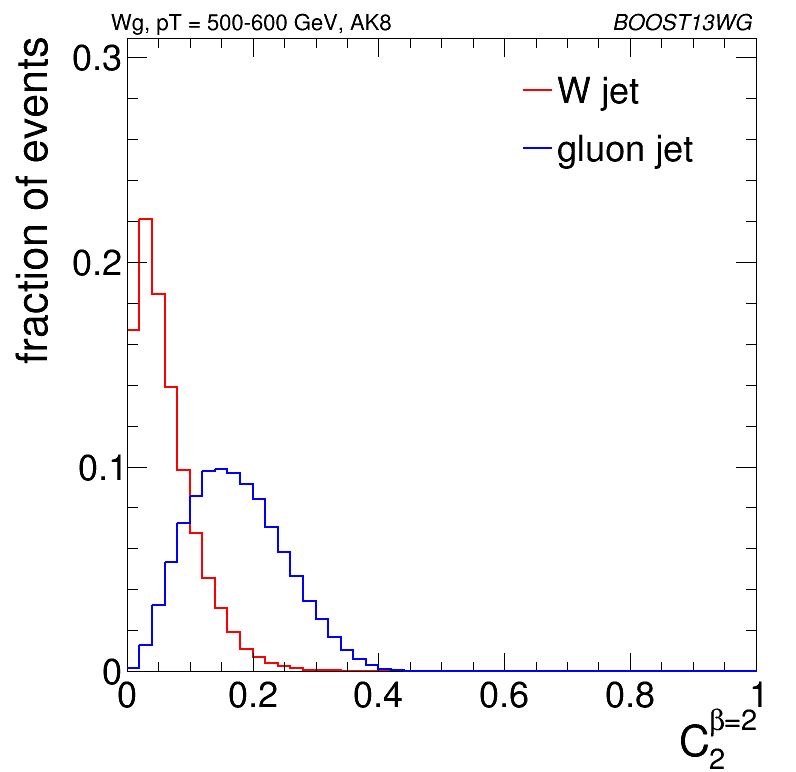 Wg, pT = 500-600 GeV, AK8
BOOST13WG
fraction of events
0.3
0.2
0.1
0
W jet
gluon jet
0 0.2 0.4 0.6 0.8 1
C₂^β=2